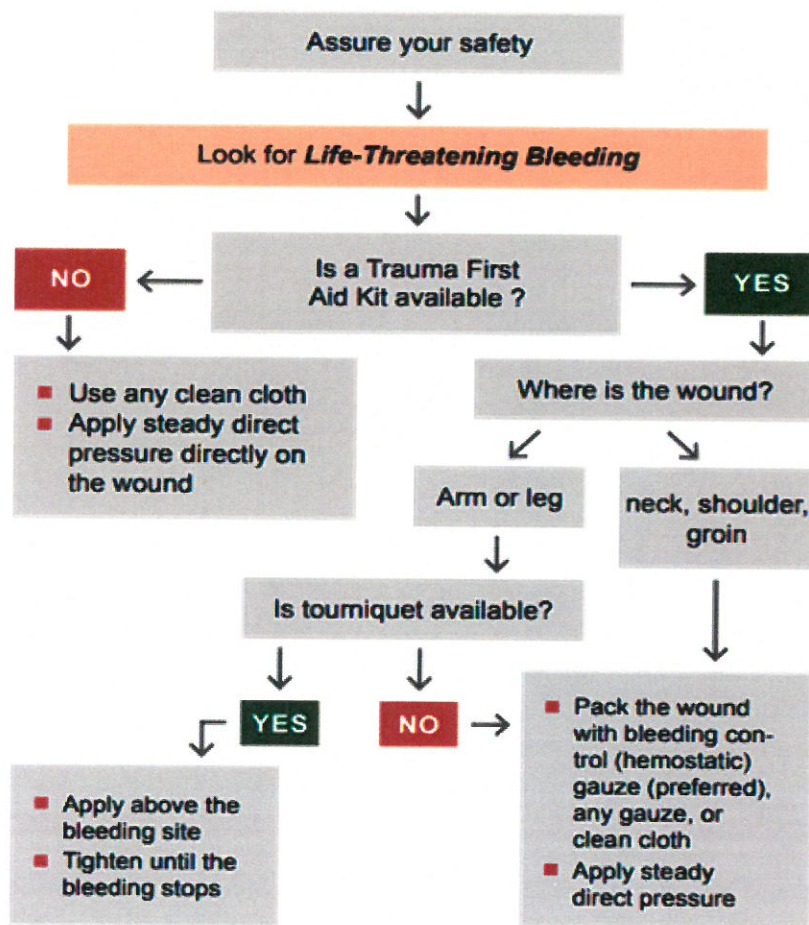 Assure your safety
Look for Life-Threatening Bleeding
Is a Trauma First
Aid Kit available ?
NO
YES
Use any clean cloth
Apply steady direct
pressure directly on
the wound
Where is the wound?
Arm or leg
neck, shoulder,
groin
Is tourniquet available?
YES
NO
Apply above the
bleeding site
Tighten until the
bleeding stops
Pack the wound
with bleeding con-
trol (hemostatic)
gauze (preferred),
any gauze, or
clean cloth
Apply steady
direct pressure